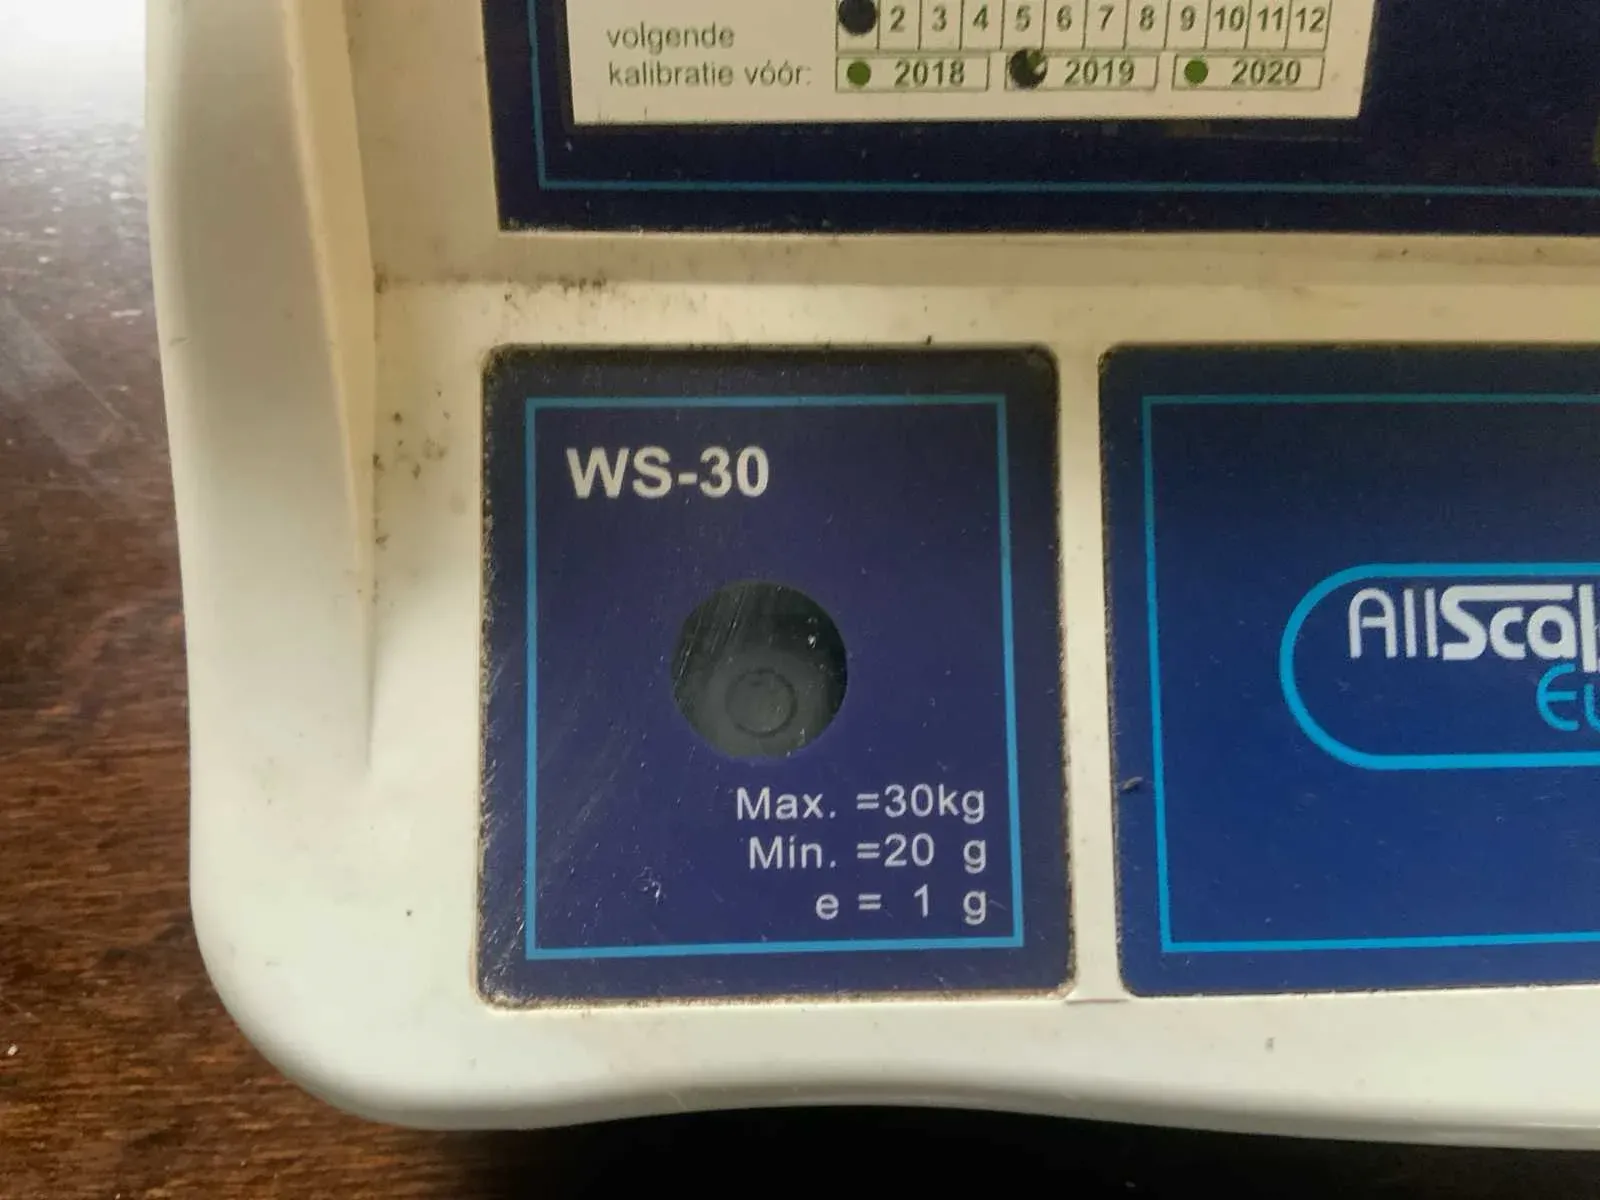 2 3 4 5 6 7 8 9 10 11 12
volgende
kalibratie vóór: 2018 2019 2020
WS-30
AllScal
Eu
Max. =30kg
Min. =20 g
e = 1 g